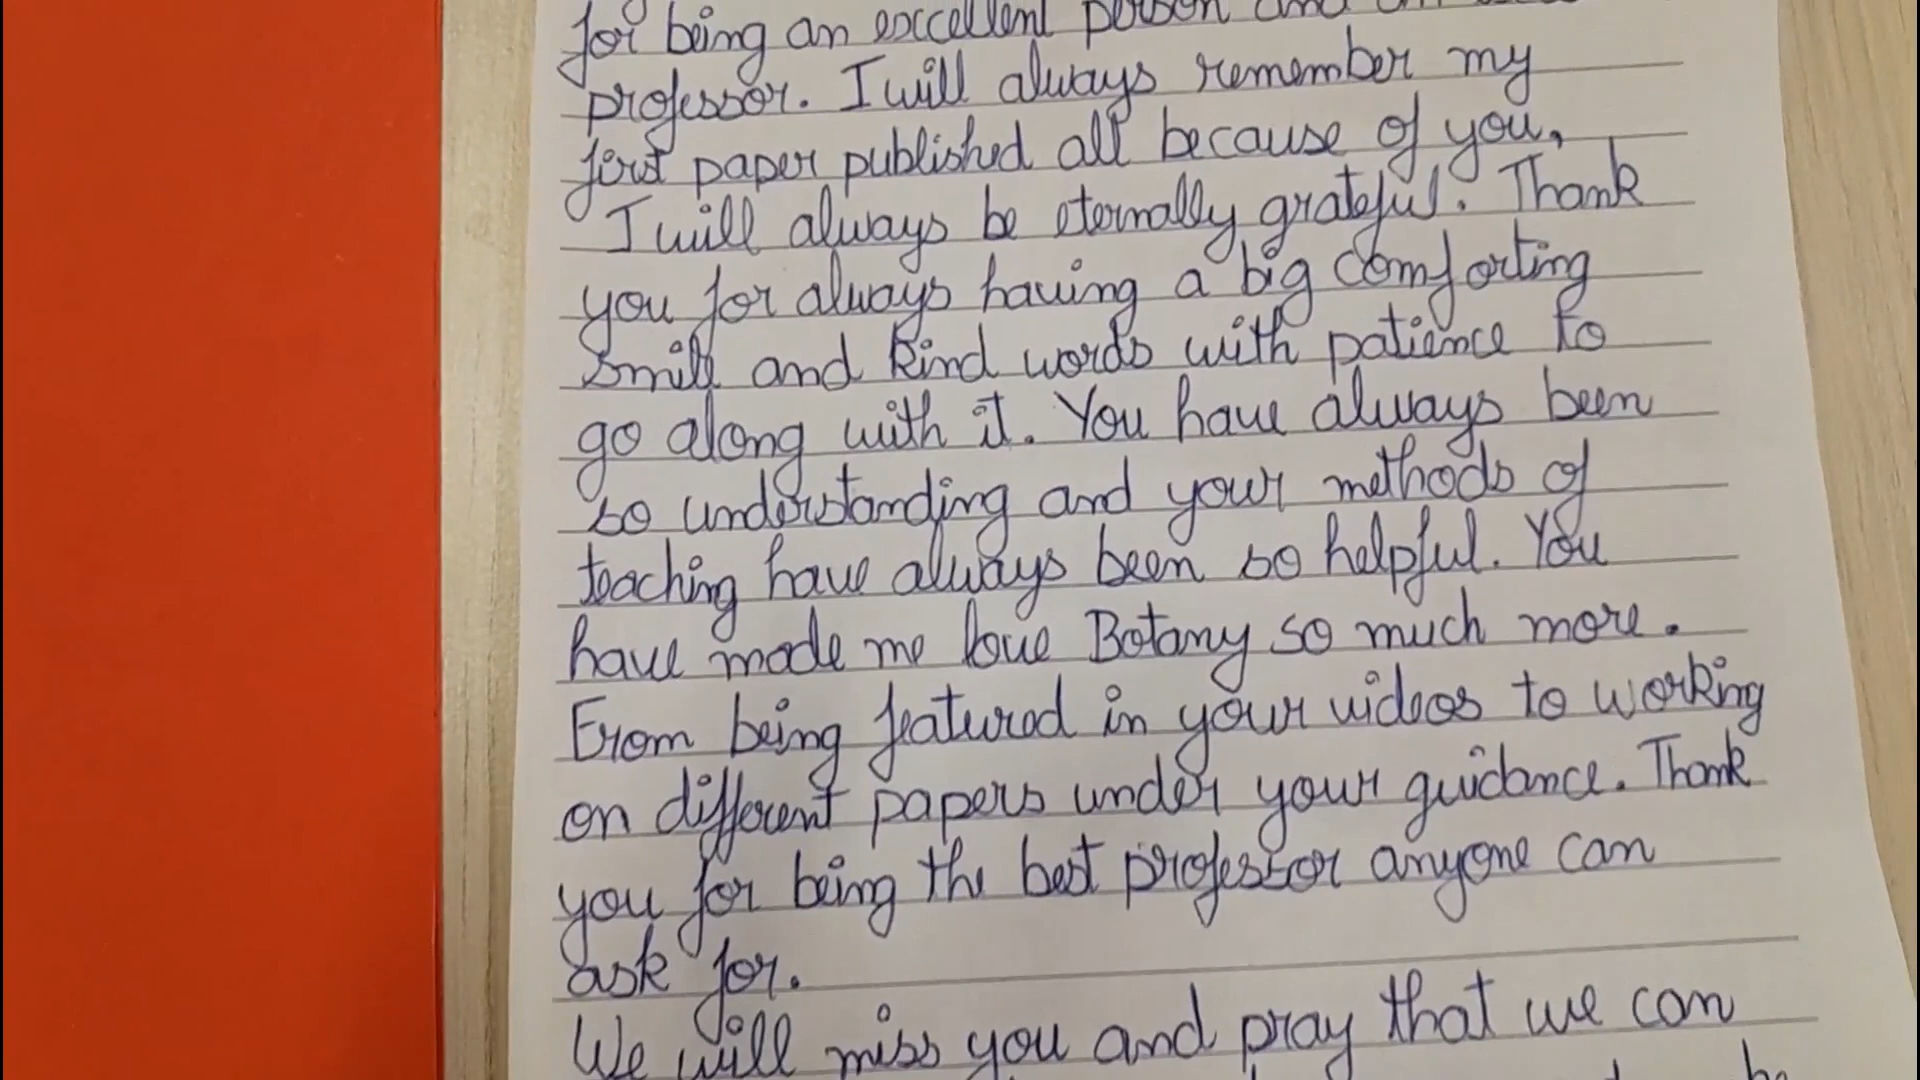 for being an excellent person and an
professor. I will always remember my
first paper published all because of you,
I will always be eternally grateful. Thank
you for always having a big comforting
smile and kind words with patience to
go along with it. You have always been
so understanding and your methods of
teaching have always been so helpful. You
have made me love Botany so much more.
From being featured in your videos to working
on different papers under your guidance. Thank
you for being the best professor anyone can
ask for.
We will miss you and pray that we can